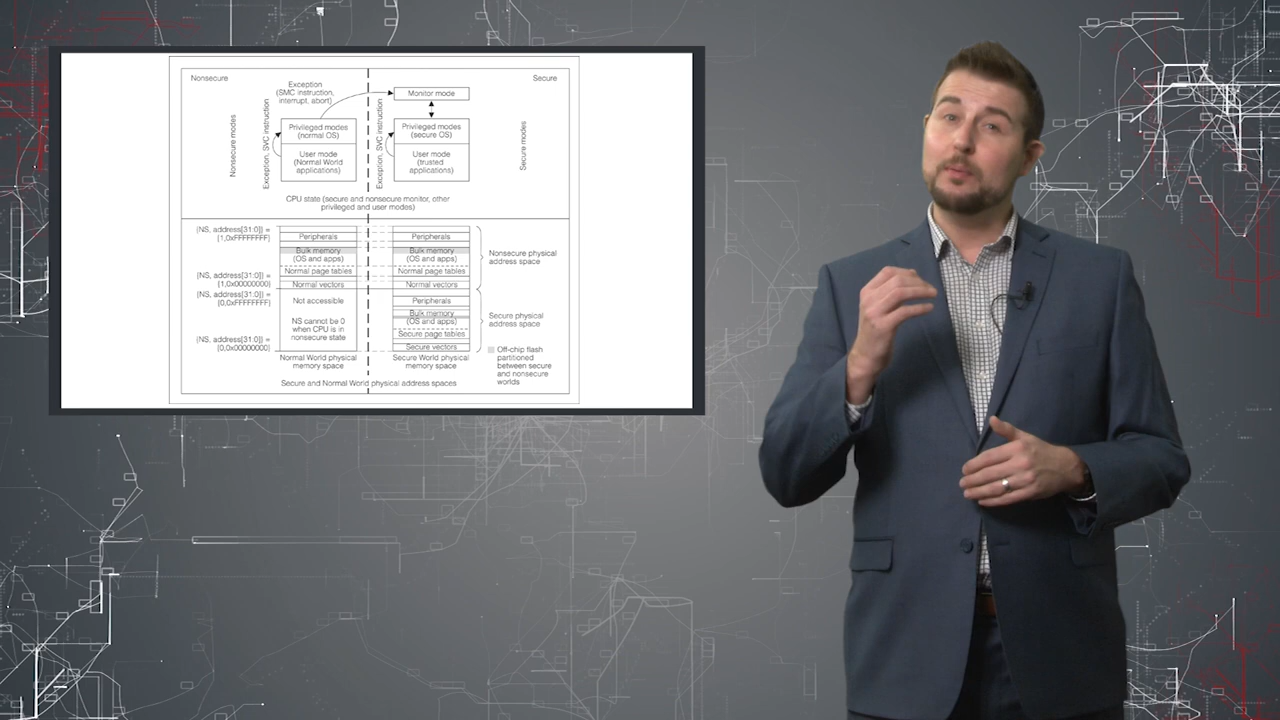 Nonsecure
Secure
Exception
(SMC instruction,
interrupt, abort)
Monitor mode
Nonsecure modes
Exception, SVC instruction
Privileged modes
(normal OS)
User mode
(Normal World
applications)
Exception, SVC instruction
Privileged modes
(secure OS)
User mode
(trusted
applications)
Secure modes
CPU state (secure and nonsecure monitor, other
privileged and user modes)
{NS, address[31:0]} =
{1,0xFFFFFFFF}
{NS, address[31:0]} =
{1,0x00000000}
{NS, address[31:0]} =
{0,0xFFFFFFFF}
{NS, address[31:0]} =
{0,0x00000000}
Peripherals
Bulk memory
(OS and apps)
Normal page tables
Normal vectors
Not accessible
NS cannot be 0
when CPU is in
nonsecure state
Normal World physical
memory space
Peripherals
Bulk memory
(OS and apps)
Normal page tables
Normal vectors
Peripherals
Bulk memory
(OS and apps)
Secure page tables
Secure vectors
Secure World physical
memory space
Nonsecure physical
address space
Secure physical
address space
Off-chip flash
partitioned
between secure
and nonsecure
worlds
Secure and Normal World physical address spaces